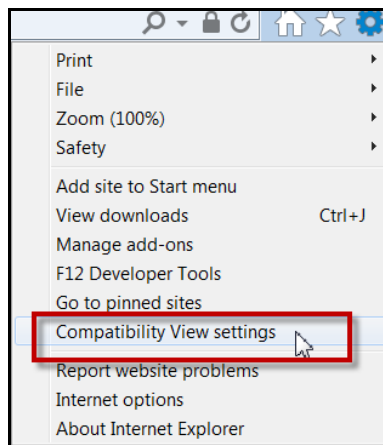 Print
File
Zoom (100%)
Safety
Add site to Start menu
View downloads Ctrl+J
Manage add-ons
F12 Developer Tools
Go to pinned sites
Compatibility View settings
Report website problems
Internet options
About Internet Explorer